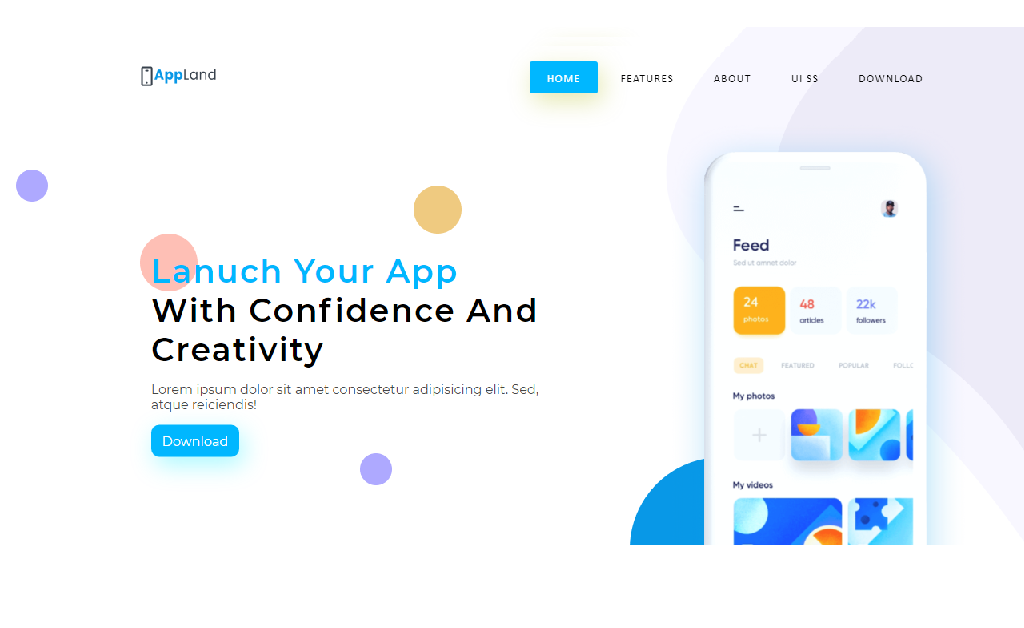 AppLand
HOME FEATURES ABOUT UI SS DOWNLOAD
Lanuch Your App
With Confidence And
Creativity
Lorem ipsum dolor sit amet consectetur adipisicing elit. Sed,
atque reiciendis!
Download
Feed
Sed ut amnet dolor
24 48 22k
photos articles followers
CHAT FEATURED POPULAR FOLLC
My photos
+
My videos